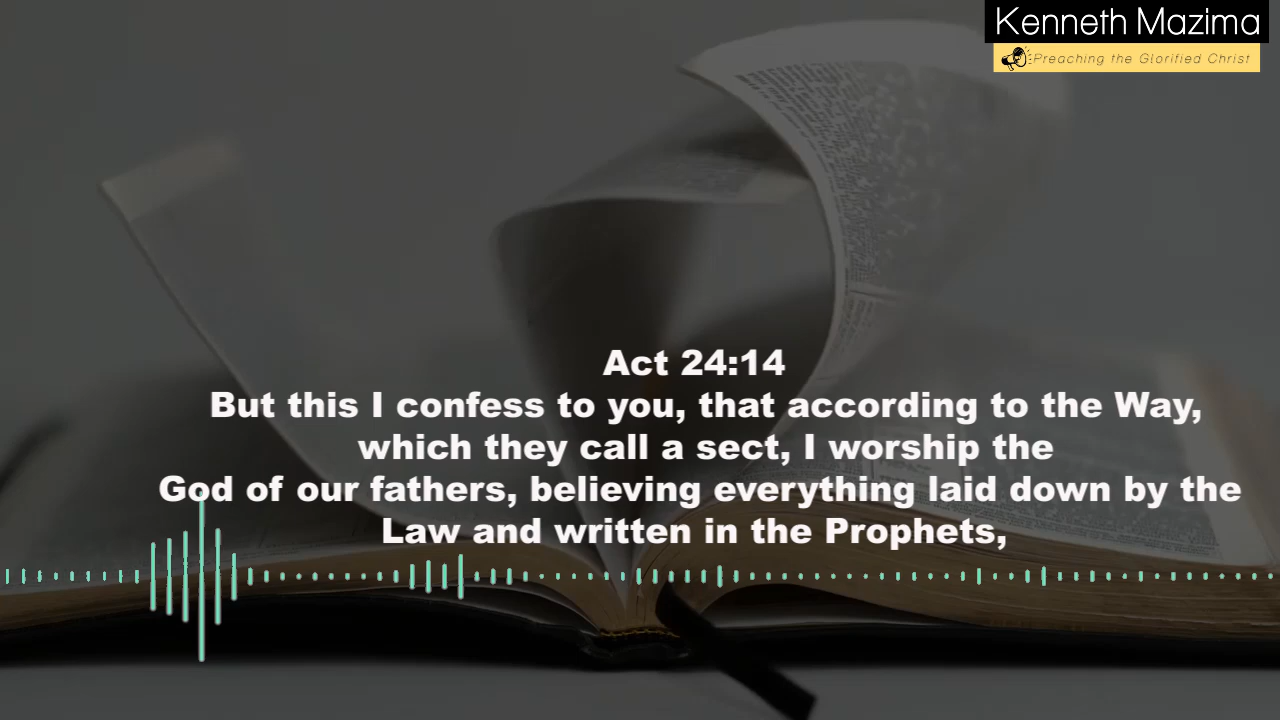 Kenneth Mazima
Preaching the Glorified Christ
Act 24:14
But this I confess to you, that according to the Way,
which they call a sect, I worship the
God of our fathers, believing everything laid down by the
Law and written in the Prophets,